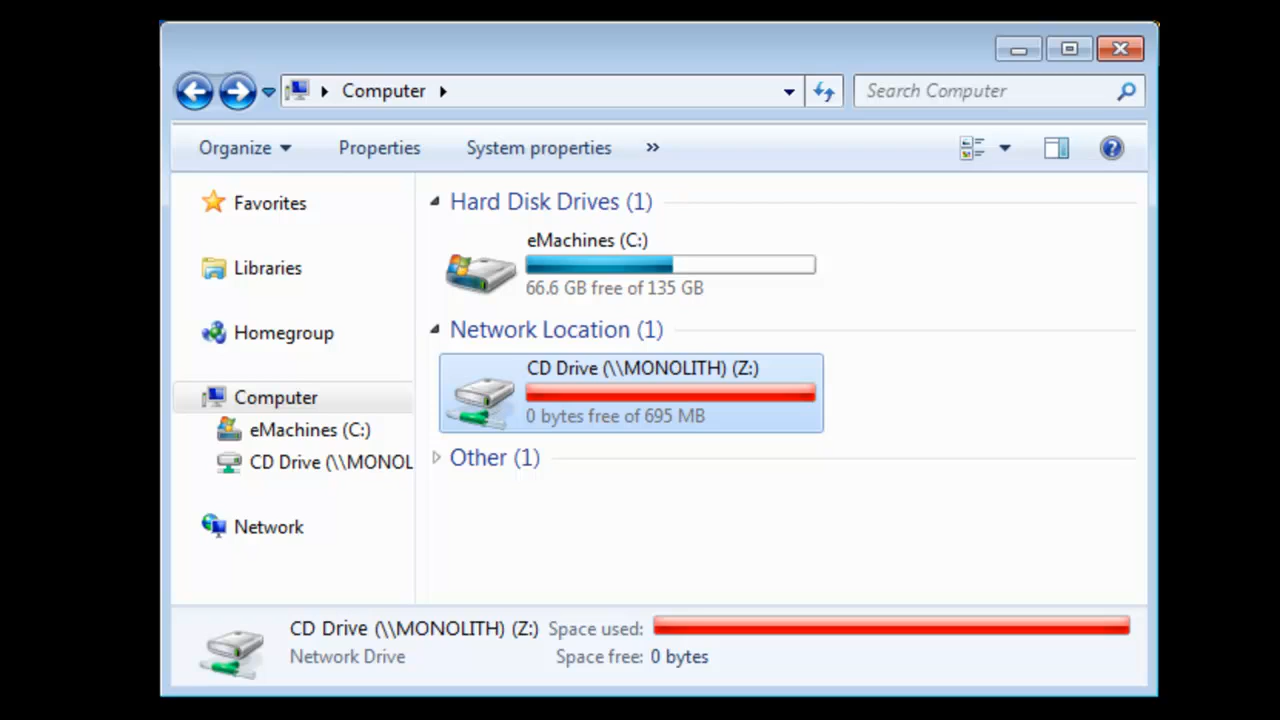 Computer
Search Computer
Organize
Properties
System properties
»
Favorites
Libraries
Homegroup
Computer
eMachines (C:)
CD Drive (\\MONOL
Network
Hard Disk Drives (1)
eMachines (C:)
66.6 GB free of 135 GB
Network Location (1)
CD Drive (\\MONOLITH) (Z:)
0 bytes free of 695 MB
Other (1)
CD Drive (\\MONOLITH) (Z:) Space used:
Network Drive Space free: 0 bytes